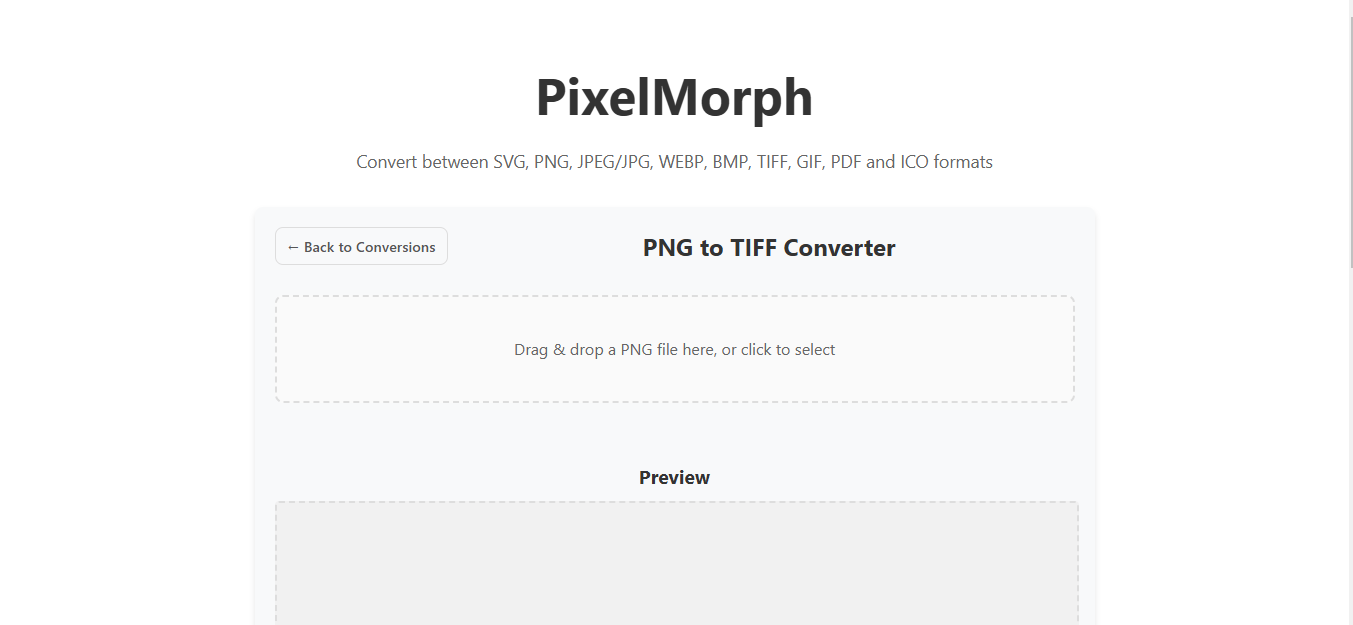 PixelMorph
Convert between SVG, PNG, JPEG/JPG, WEBP, BMP, TIFF, GIF, PDF and ICO formats
← Back to Conversions
PNG to TIFF Converter
Drag & drop a PNG file here, or click to select
Preview